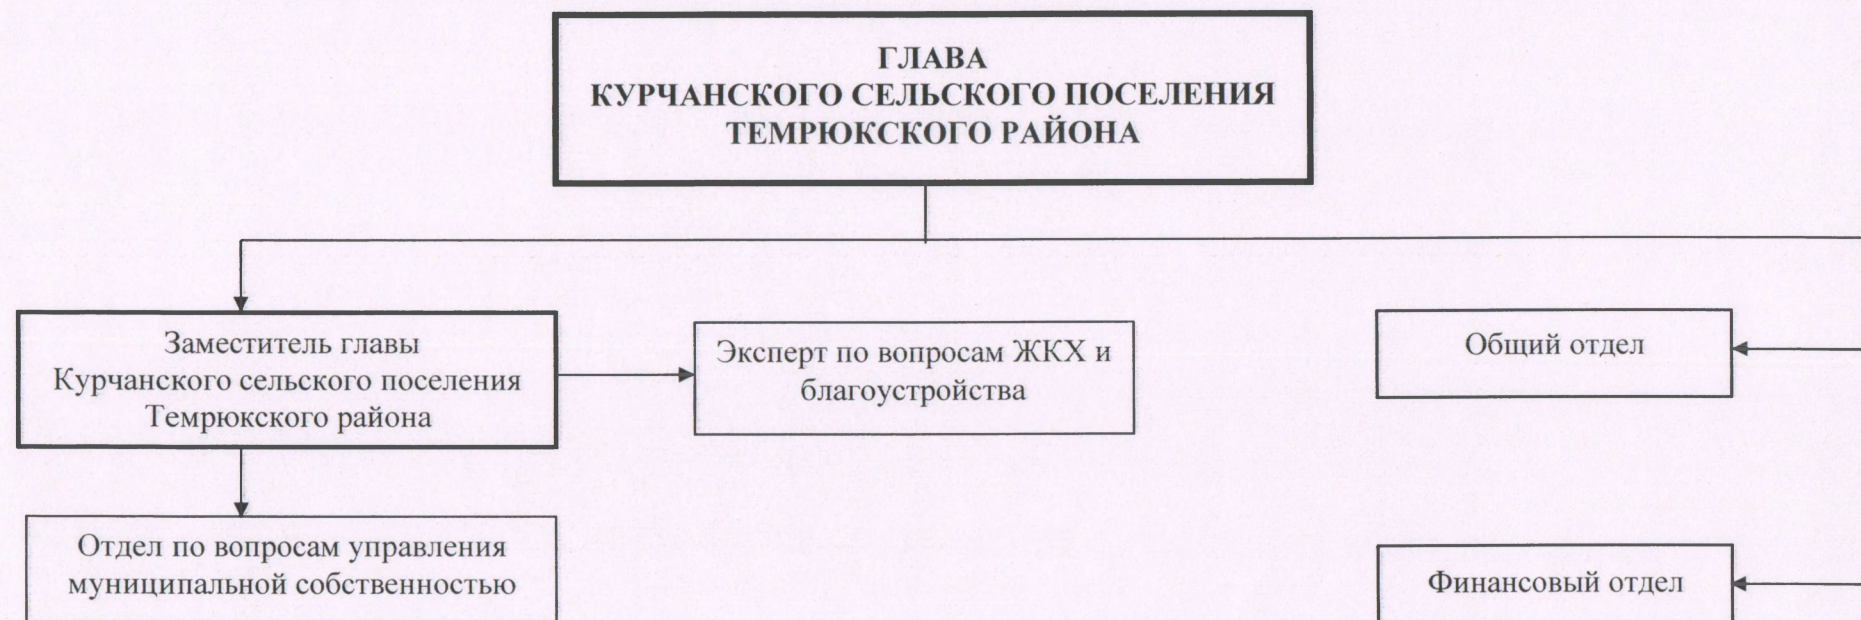 ГЛАВА
КУРЧАНСКОГО СЕЛЬСКОГО ПОСЕЛЕНИЯ
ТЕМРЮКСКОГО РАЙОНА
Заместитель главы
Курчанского сельского поселения
Темрюкского района
Эксперт по вопросам ЖКХ и
благоустройства
Общий отдел
Отдел по вопросам управления
муниципальной собственностью
Финансовый отдел